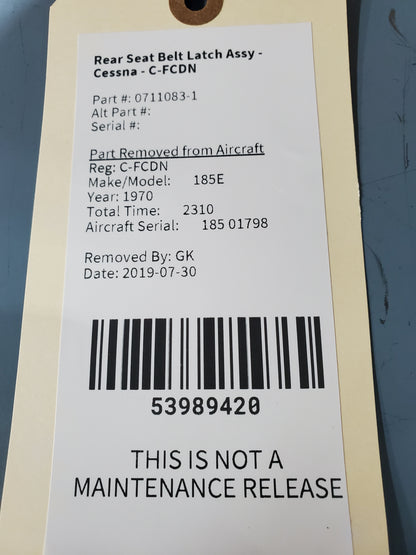 Rear Seat Belt Latch Assy -
Cessna - C-FCDN
Part #: 0711083-1
Alt Part #:
Serial #:
Part Removed from Aircraft
Reg: C-FCDN
Make/Model: 185E
Year: 1970
Total Time: 2310
Aircraft Serial: 185 01798
Removed By: GK
Date: 2019-07-30
53989420
THIS IS NOT A
MAINTENANCE RELEASE